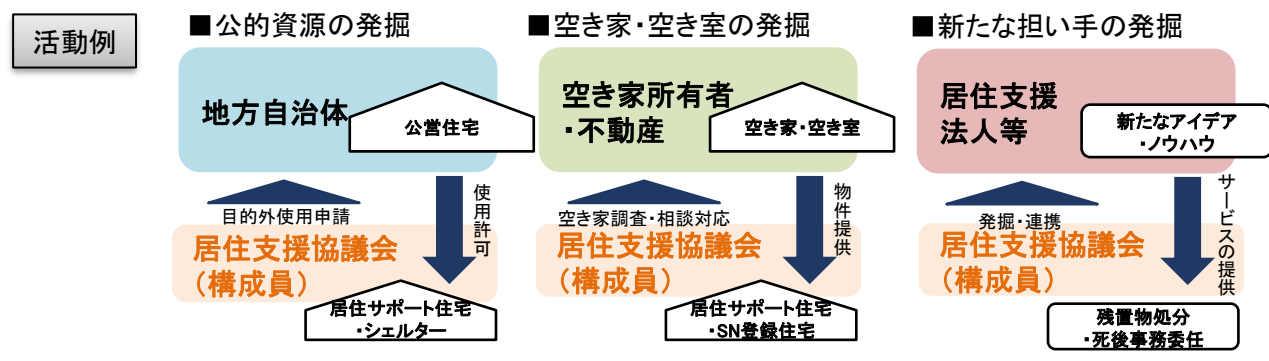 活動例
■公的資源の発掘
地方自治体
公営住宅
目的外使用申請
使用許可
居住支援協議会
(構成員)
居住サポート住宅
・シェルター
■空き家・空き室の発掘
空き家所有者
・不動産
空き家・空き室
空き家調査・相談対応
物件提供
居住支援協議会
(構成員)
居住サポート住宅
・SN登録住宅
■新たな担い手の発掘
居住支援
法人等
新たなアイデア
・ノウハウ
発掘・連携
サービスの提供
居住支援協議会
(構成員)
残置物処分
・死後事務委任